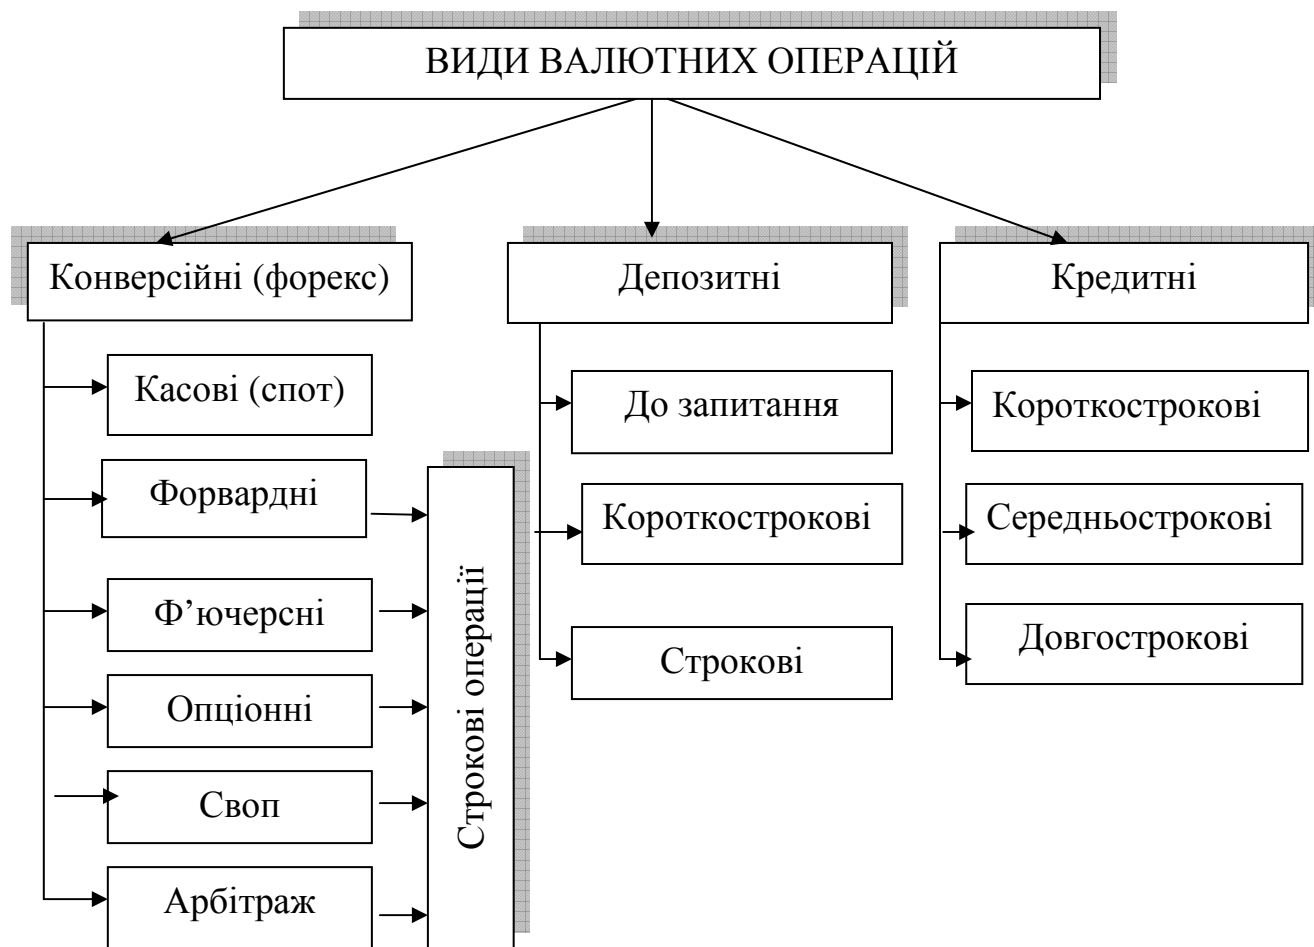 ВИДИ ВАЛЮТНИХ ОПЕРАЦІЙ
Конверсійні (форекс)
Касові (спот)
Форвардні
Ф’ючерсні
Опціонні
Своп
Арбітраж
Строкові операції
Депозитні
До запитання
Короткострокові
Строкові
Кредитні
Короткострокові
Середньострокові
Довгострокові